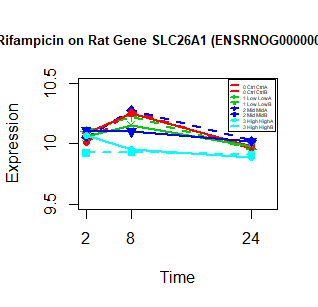 Rifampicin on Rat Gene SLC26A1 (ENSRNOG000000
Expression
10.5
10
9.5
0 Ctrl CtrlA
0 Ctrl CtrlB
1 Low LowA
1 Low LowB
2 Mid MidA
2 Mid MidB
3 High HighA
3 High HighB
2
8
24
Time